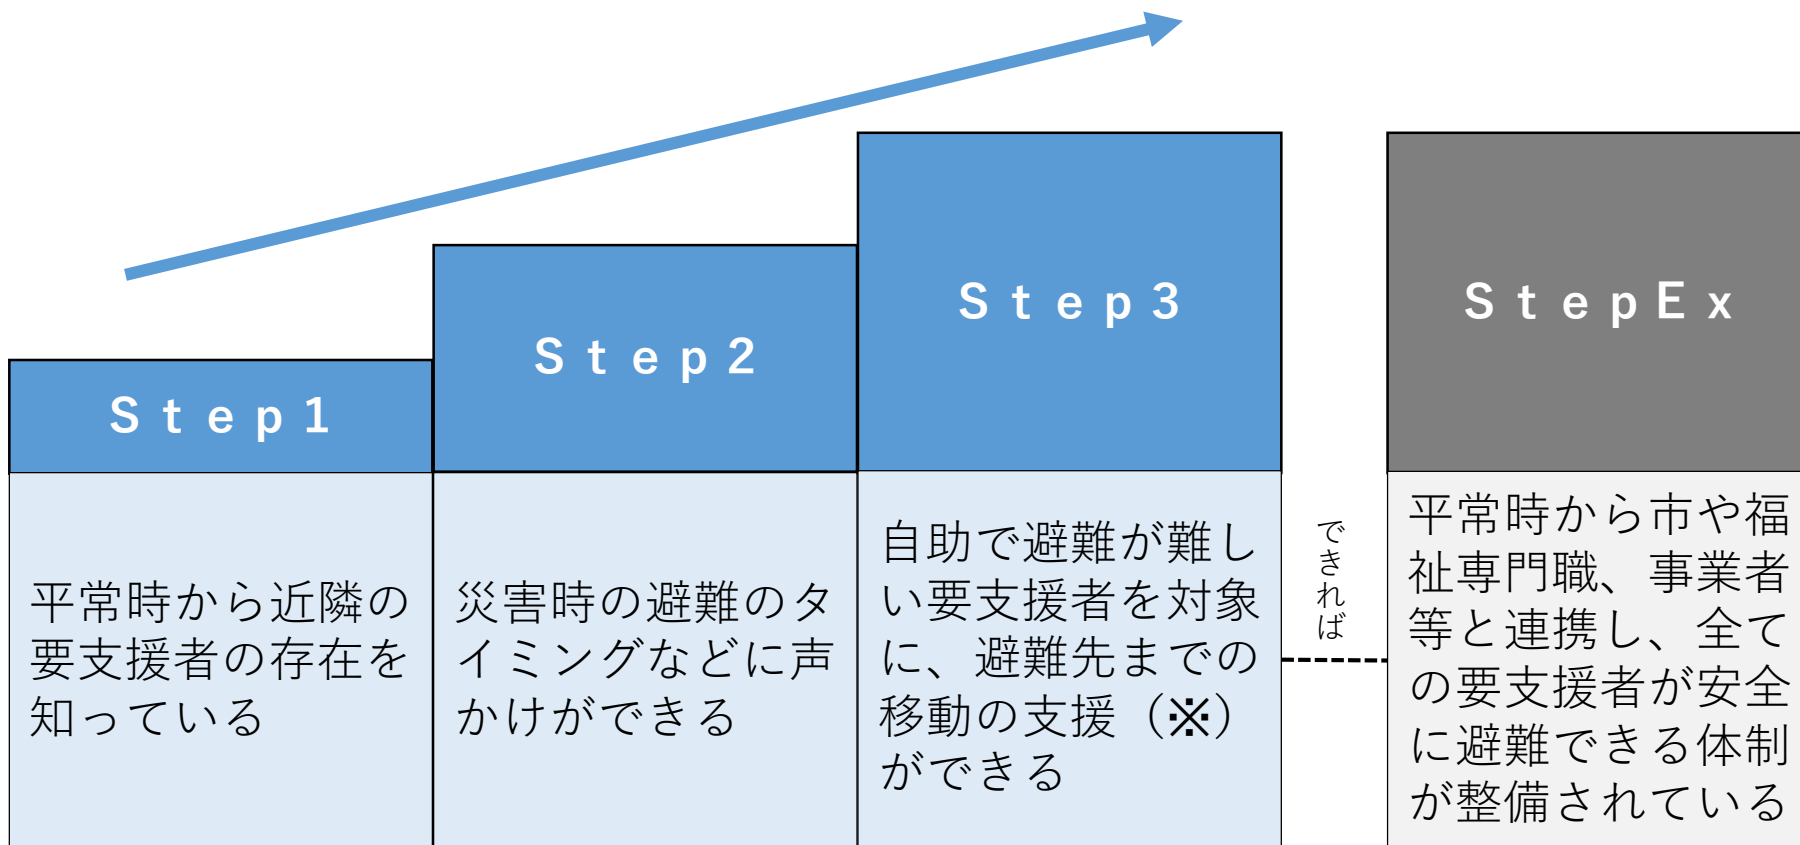 Step1
平常時から近隣の
要支援者の存在を
知っている
Step2
災害時の避難のタ
イミングなどに声
かけができる
Step3
自助で避難が難し
い要支援者を対象
に、避難先までの
移動の支援（※）
ができる
できれば
StepEx
平常時から市や福
祉専門職、事業者
等と連携し、全て
の要支援者が安全
に避難できる体制
が整備されている